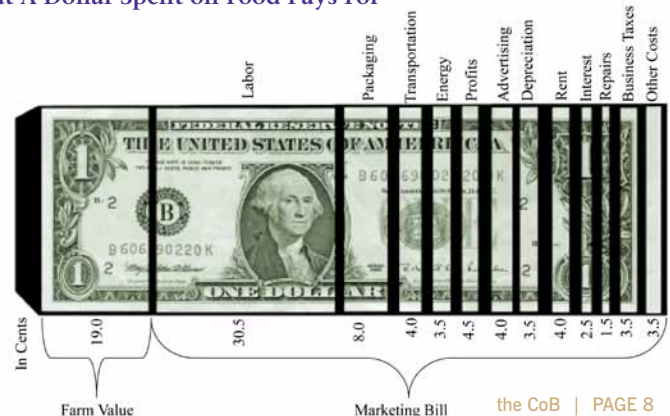 t A Dollar Spent on Food Pays For
Labor
Packaging
Transportation
Energy
Profits
Advertising
Depreciation
Rent
Interest
Repairs
Business Taxes
Other Costs
FEDERAL RESERVE NOTE
THE UNITED STATES OF AMERICA
1
2
B
B 606 90220 K
1
2
2
ONE DOLLAR
In Cents
19.0
30.5
8.0
4.0
3.5
4.5
4.0
3.5
4.0
2.5
1.5
3.5
3.5
Farm Value
Marketing Bill
the CoB | PAGE 8